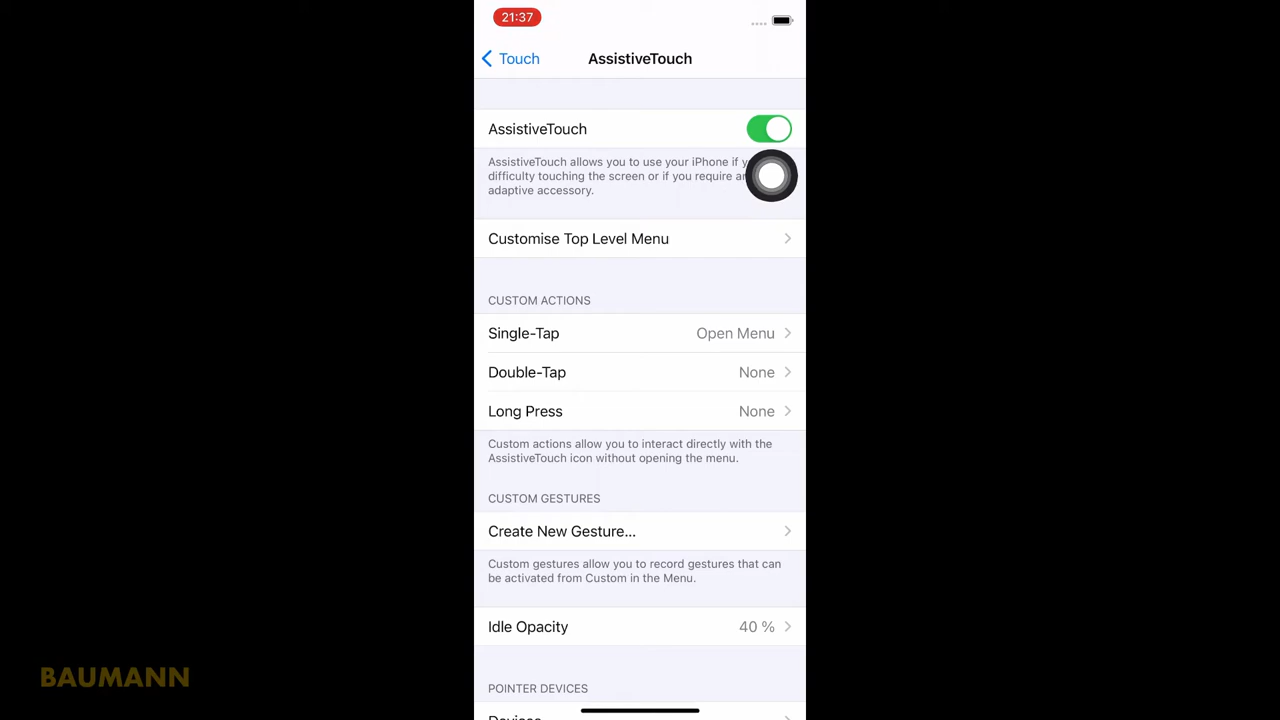 21:37
Touch
AssistiveTouch
AssistiveTouch
AssistiveTouch allows you to use your iPhone if
difficulty touching the screen or if you require
adaptive accessory.
Customise Top Level Menu
CUSTOM ACTIONS
Single-Tap Open Menu
Double-Tap None
Long Press None
Custom actions allow you to interact directly with the
AssistiveTouch icon without opening the menu.
CUSTOM GESTURES
Create New Gesture...
Custom gestures allow you to record gestures that can
be activated from Custom in the Menu.
Idle Opacity 40 %
POINTER DEVICES
Devices
BAUMANN